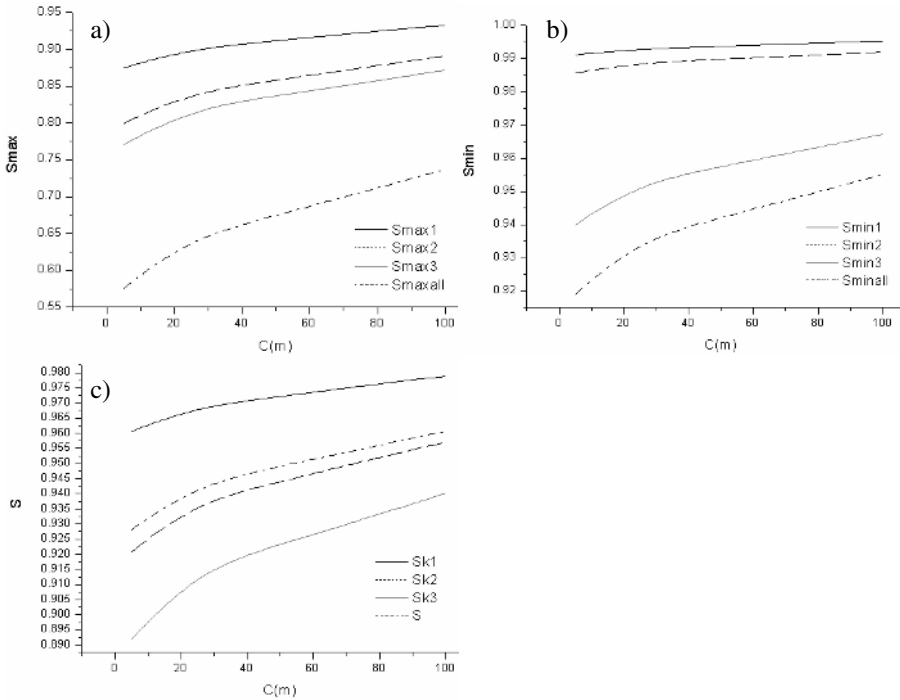 a)
0.95
0.90
0.85
0.80
0.75
0.70
0.65
0.60
0.55
Smax
Smax1
Smax2
Smax3
Smaxall
0 20 40 60 80 100
C(m)
b)
1.00
0.99
0.98
0.97
0.96
0.95
0.94
0.93
0.92
Smin
Smin1
Smin2
Smin3
Sminall
0 20 40 60 80 100
C(m)
c)
0.980
0.975
0.970
0.965
0.960
0.955
0.950
0.945
0.940
0.935
0.930
0.925
0.920
0.915
0.910
0.905
0.900
0.895
0.890
S
Sk1
Sk2
Sk3
S
0 20 40 60 80 100
C(m)